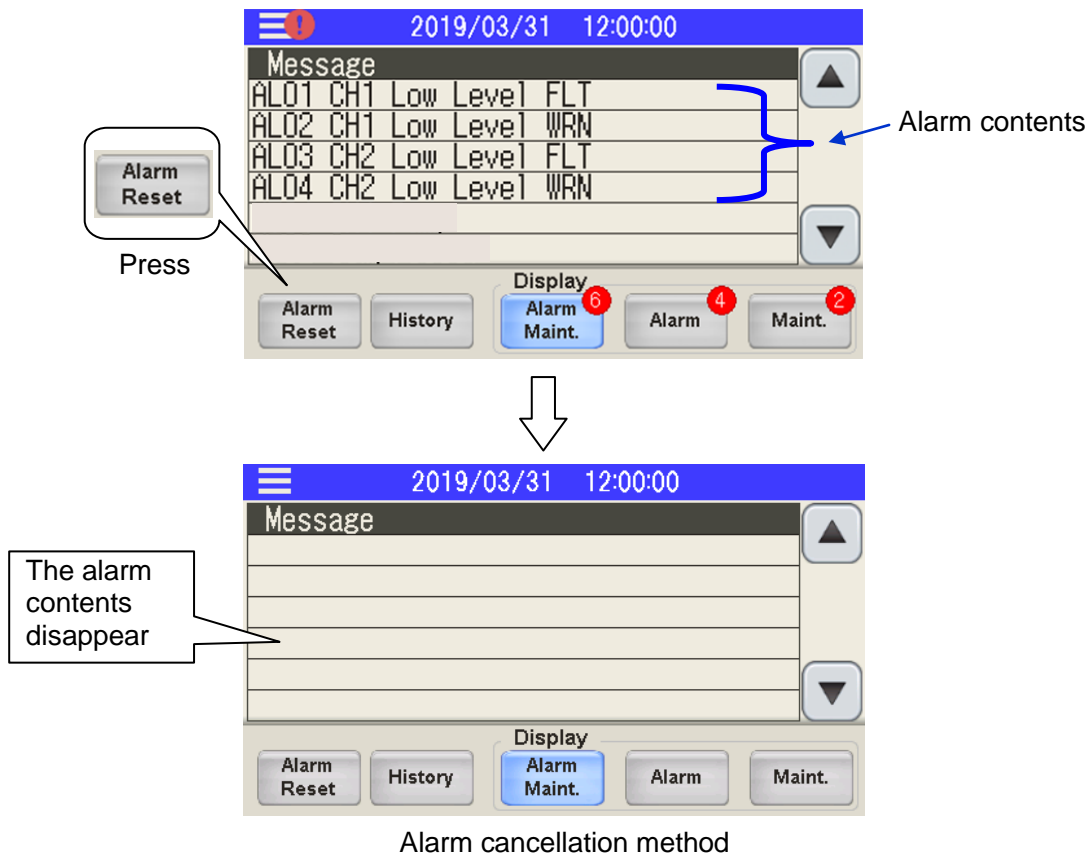 2019/03/31 12:00:00
Message
AL01 CH1 Low Level FLT
AL02 CH1 Low Level WRN
AL03 CH2 Low Level FLT
AL04 CH2 Low Level WRN
Alarm contents
Alarm
Reset
Press
Display
Alarm
Reset
History
Alarm
Maint.
6
Alarm
4
Maint.
2
2019/03/31 12:00:00
Message
The alarm
contents
disappear
Display
Alarm
Reset
History
Alarm
Maint.
Alarm
Maint.
Alarm cancellation method